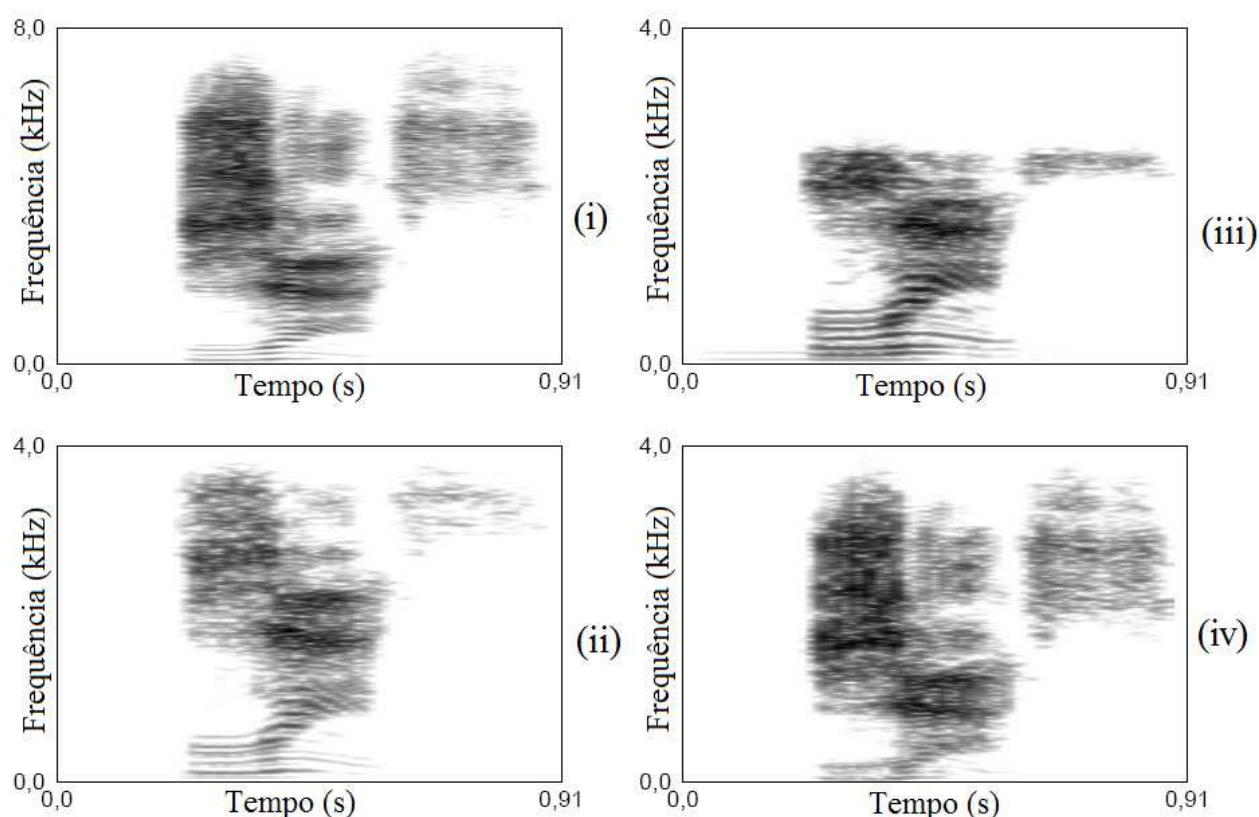 8,0
Frequência (kHz)
0,0
0,0
Tempo (s)
0,91
(i)
4,0
Frequência (kHz)
0,0
0,0
Tempo (s)
0,91
(iii)
4,0
Frequência (kHz)
0,0
0,0
Tempo (s)
0,91
(ii)
4,0
Frequência (kHz)
0,0
0,0
Tempo (s)
0,91
(iv)